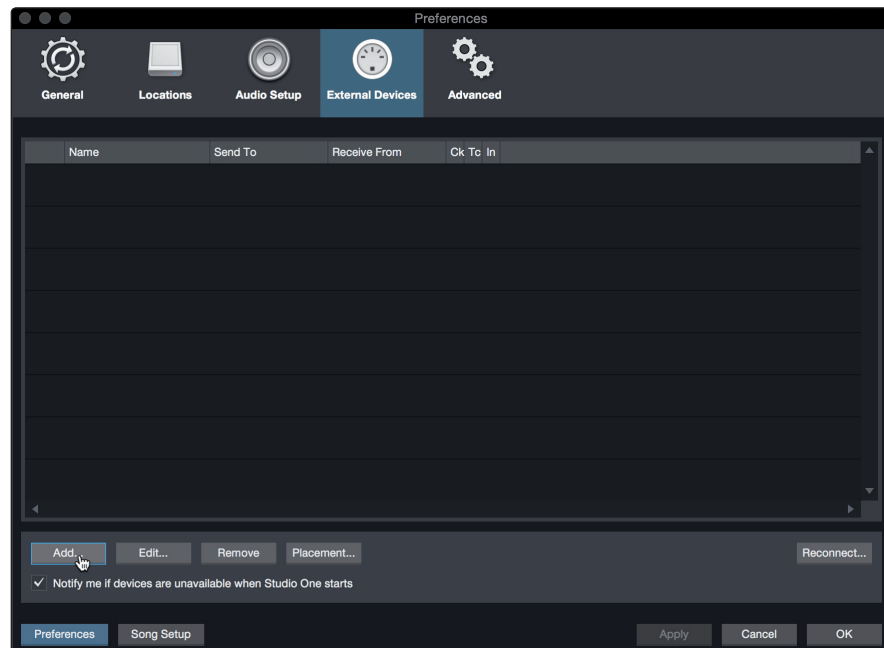 Preferences
General Locations Audio Setup External Devices Advanced
Name Send To Receive From Ck Tc In
Add... Edit... Remove Placement... Reconnect...
Notify me if devices are unavailable when Studio One starts
Preferences Song Setup Apply Cancel OK